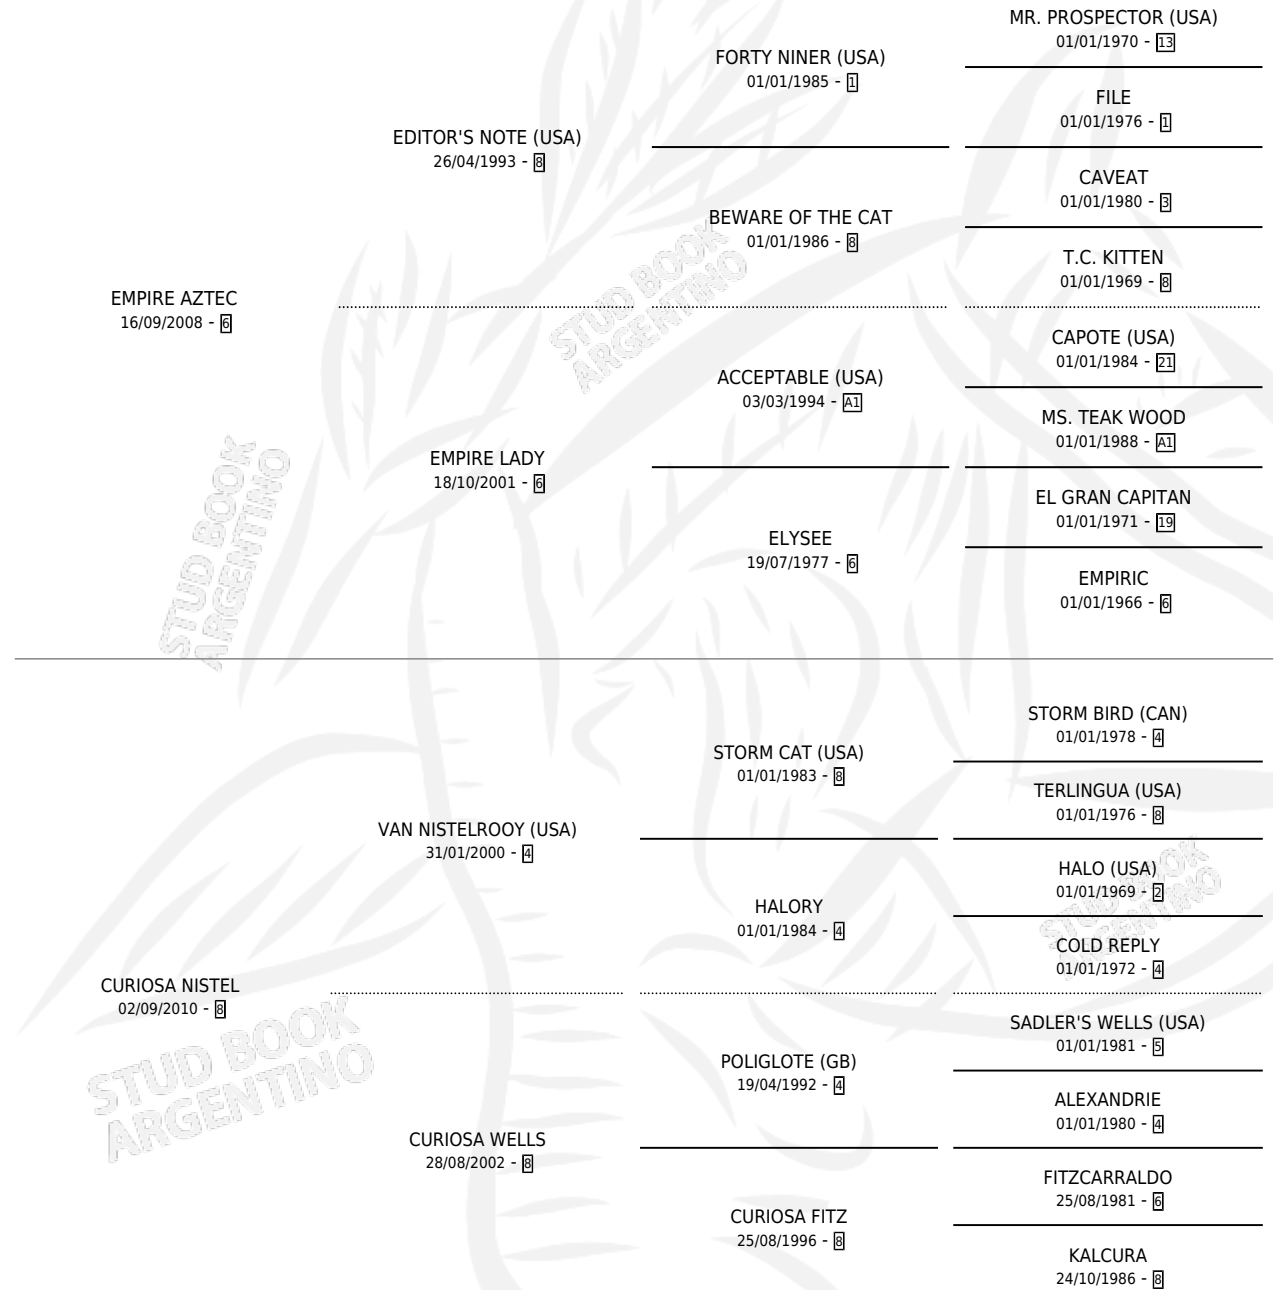 MR. PROSPECTOR (USA)
01/01/1970 - 13
FORTY NINER (USA)
01/01/1985 - 1
FILE
01/01/1976 - 1
EDITOR'S NOTE (USA)
26/04/1993 - 8
CAVEAT
01/01/1980 - 3
BEWARE OF THE CAT
01/01/1986 - 8
T.C. KITTEN
01/01/1969 - 8
EMPIRE AZTEC
16/09/2008 - 6
STUD BOOK
ARGENTINO
CAPOTE (USA)
01/01/1984 - 21
ACCEPTABLE (USA)
03/03/1994 - A1
MS. TEAK WOOD
01/01/1988 - A1
EMPIRE LADY
18/10/2001 - 6
EL GRAN CAPITAN
01/01/1971 - 19
ELYSEE
19/07/1977 - 6
EMPIRIC
01/01/1966 - 6
STUD BOOK
ARGENTINO
STORM BIRD (CAN)
01/01/1978 - 4
STORM CAT (USA)
01/01/1983 - 8
TERLINGUA (USA)
01/01/1976 - 8
VAN NISTELROOY (USA)
31/01/2000 - 4
HALO (USA)
01/01/1969 - 2
HALORY
01/01/1984 - 4
COLD REPLY
01/01/1972 - 4
STUD BOOK
ARGENTINO
CURIOSA NISTEL
02/09/2010 - 8
SADLER'S WELLS (USA)
01/01/1981 - 5
POLIGLOTE (GB)
19/04/1992 - 4
ALEXANDRIE
01/01/1980 - 4
STUD BOOK
ARGENTINO
CURIOSA WELLS
28/08/2002 - 8
FITZCARRALDO
25/08/1981 - 6
CURIOSA FITZ
25/08/1996 - 8
KALCURA
24/10/1986 - 8